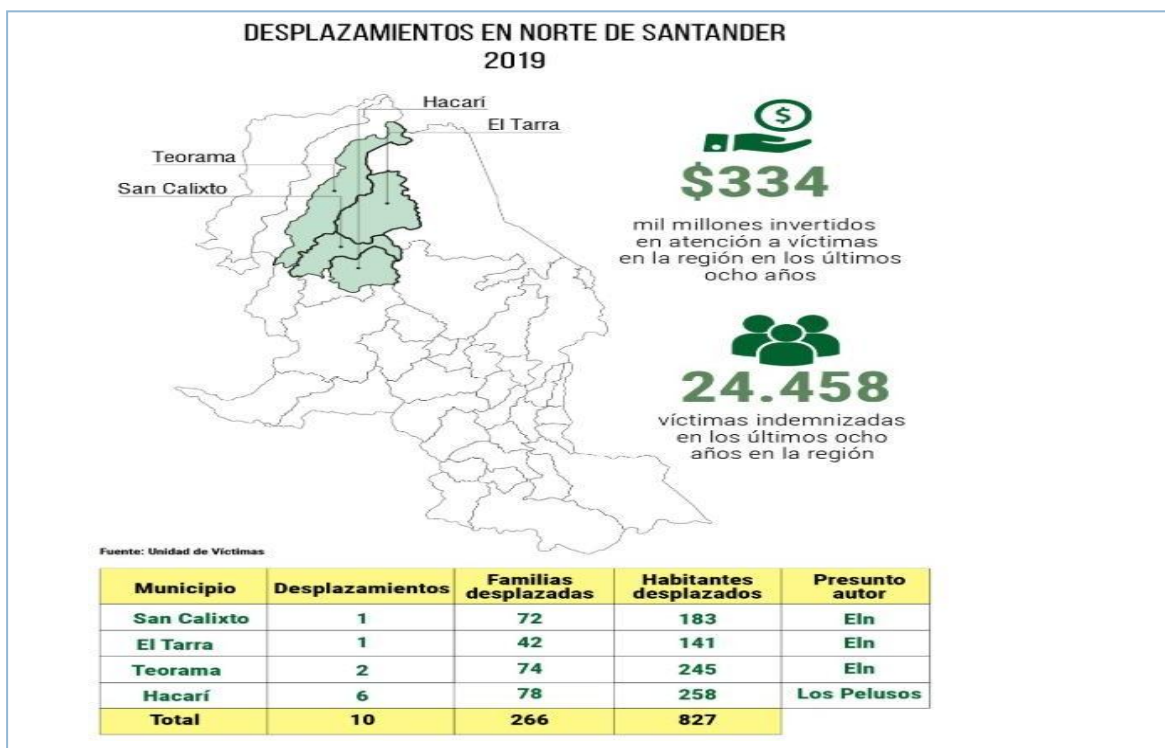 DESPLAZAMIENTOS EN NORTE DE SANTANDER
2019
Hacarí
El Tarra
Teorama
San Calixto
$
$334
mil millones invertidos
en atención a víctimas
en la región en los últimos
ocho años
24.458
víctimas indemnizadas
en los últimos ocho
años en la región
Fuente: Unidad de Víctimas
Municipio Desplazamientos Familias desplazadas Habitantes desplazados Presunto autor
San Calixto 1 72 183 Eln
El Tarra 1 42 141 Eln
Teorama 2 74 245 Eln
Hacarí 6 78 258 Los Pelusos
Total 10 266 827